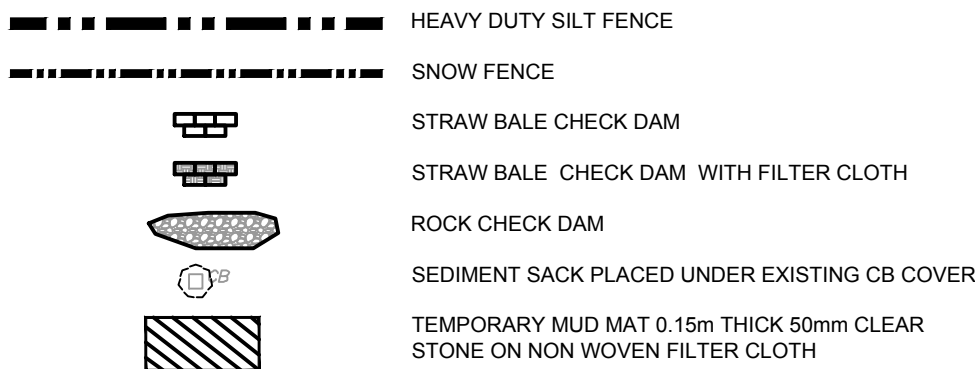 HEAVY DUTY SILT FENCE
SNOW FENCE
STRAW BALE CHECK DAM
STRAW BALE CHECK DAM WITH FILTER CLOTH
ROCK CHECK DAM
CB
SEDIMENT SACK PLACED UNDER EXISTING CB COVER
TEMPORARY MUD MAT 0.15m THICK 50mm CLEAR
STONE ON NON WOVEN FILTER CLOTH